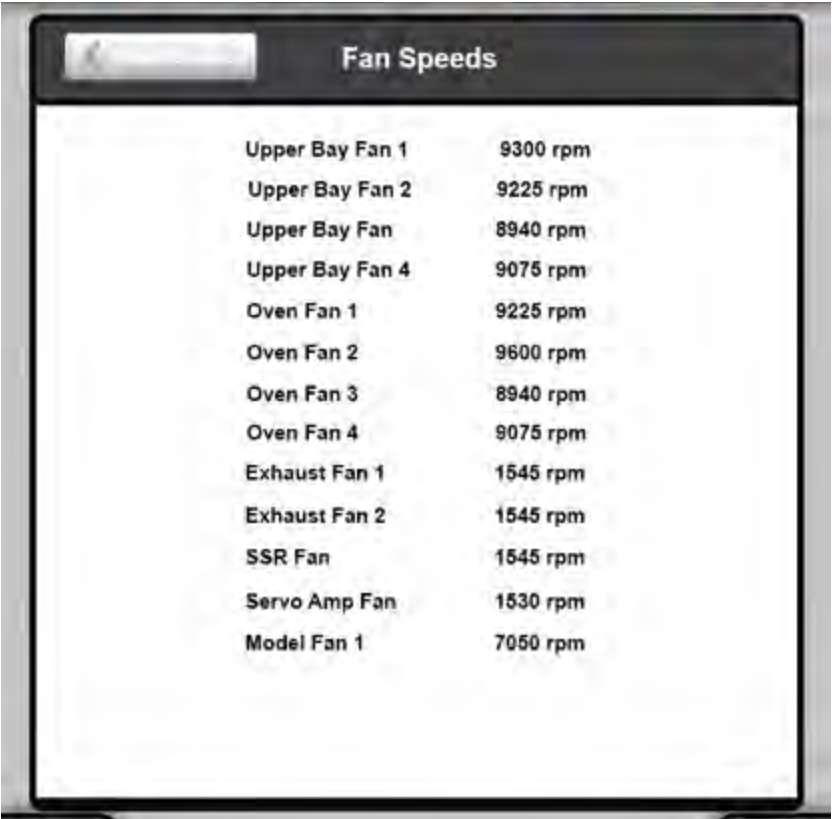 Fan Speeds
Upper Bay Fan 1 9300 rpm
Upper Bay Fan 2 9225 rpm
Upper Bay Fan 8940 rpm
Upper Bay Fan 4 9075 rpm
Oven Fan 1 9225 rpm
Oven Fan 2 9600 rpm
Oven Fan 3 8940 rpm
Oven Fan 4 9075 rpm
Exhaust Fan 1 1545 rpm
Exhaust Fan 2 1545 rpm
SSR Fan 1545 rpm
Servo Amp Fan 1530 rpm
Model Fan 1 7050 rpm